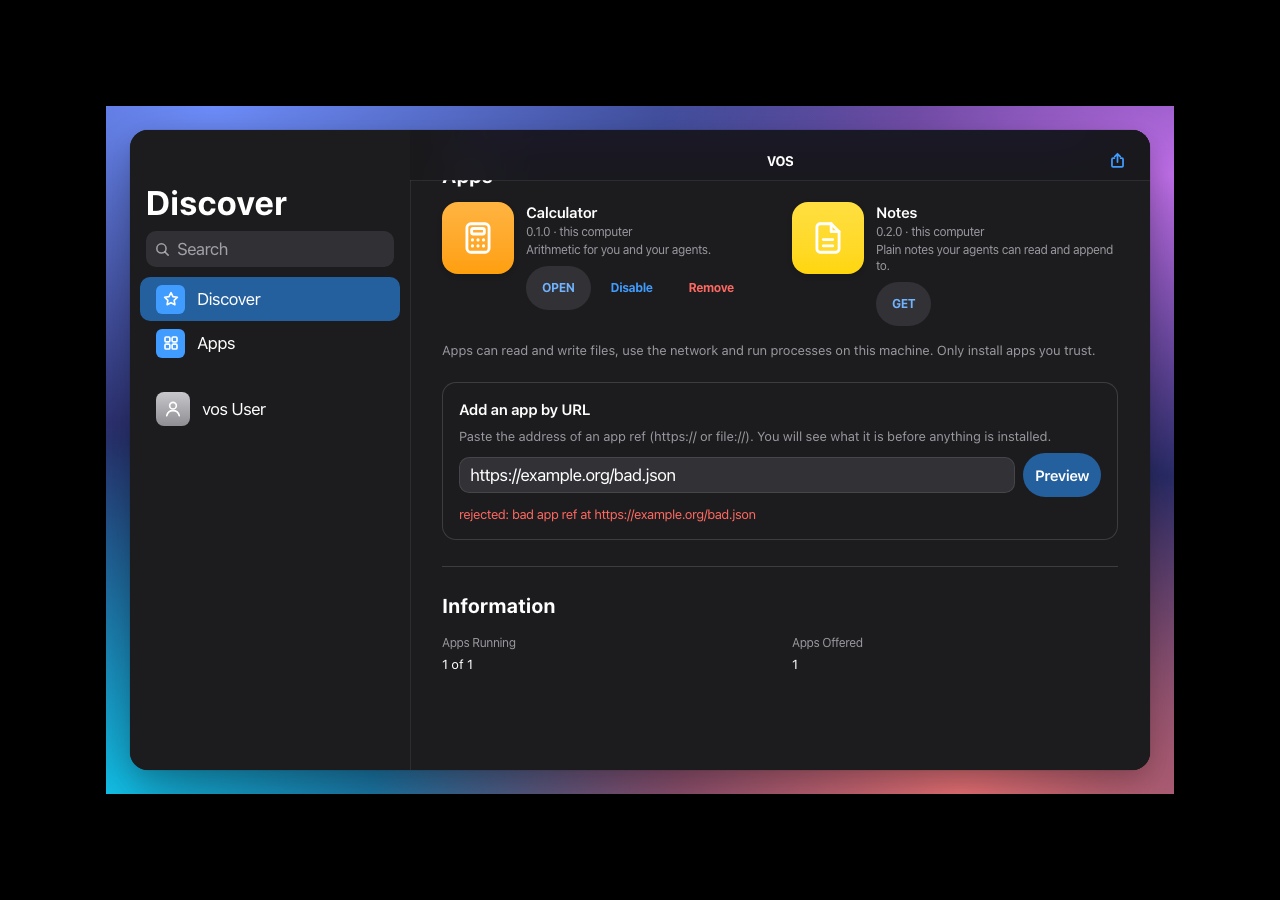 VOS
Discover
Search
Discover
Apps
vos User
Apps
Calculator
0.1.0 · this computer
Arithmetic for you and your agents.
OPEN
Disable
Remove
Notes
0.2.0 · this computer
Plain notes your agents can read and append
to.
GET
Apps can read and write files, use the network and run processes on this machine. Only install apps you trust.
Add an app by URL
Paste the address of an app ref (https:// or file://). You will see what it is before anything is installed.
https://example.org/bad.json
Preview
rejected: bad app ref at https://example.org/bad.json
Information
Apps Running
1 of 1
Apps Offered
1